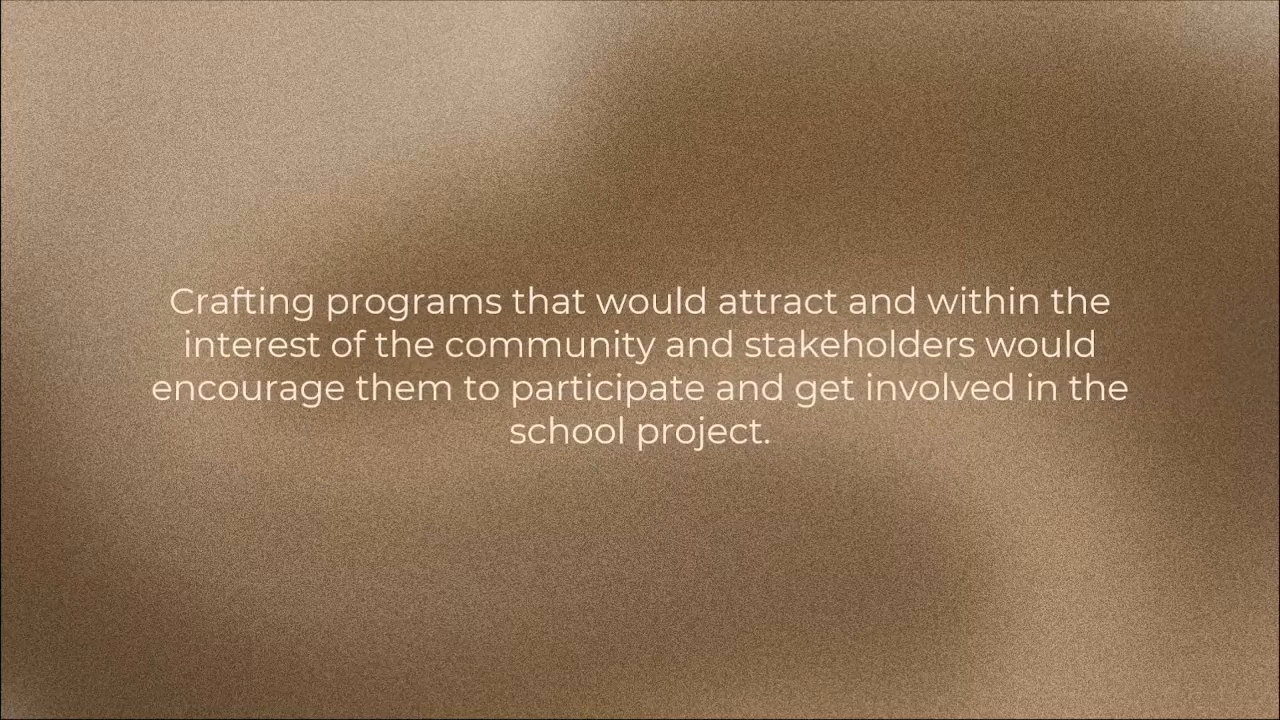 Crafting programs that would attract and within the
interest of the community and stakeholders would
encourage them to participate and get involved in the
school project.